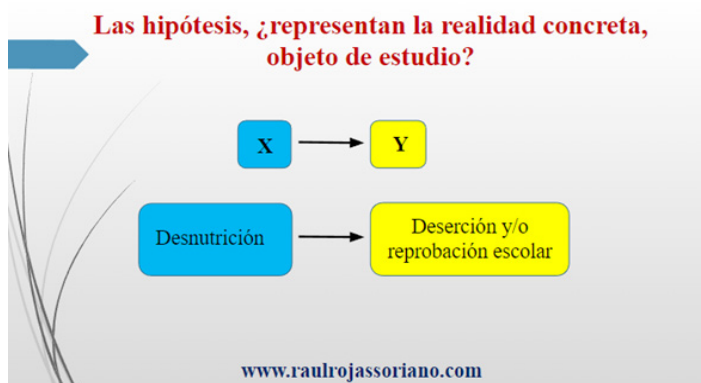 Las hipótesis, ¿representan la realidad concreta,
objeto de estudio?
X
Y
Desnutrición
Deserción y/o
reprobación escolar
www.raulrojassoriano.com